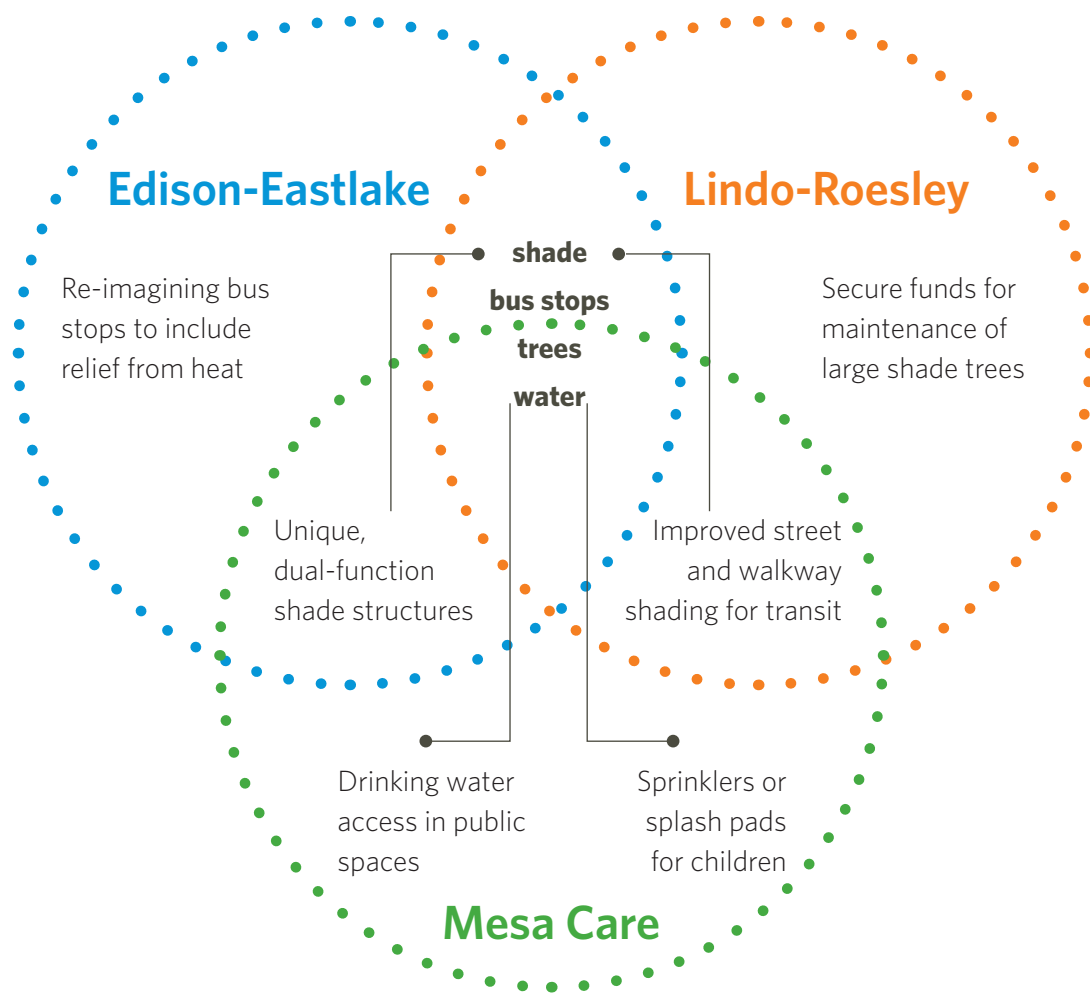 Edison-Eastlake
Lindo-Roesley
Re-imagining bus
stops to include
relief from heat
shade
bus stops
trees
water
Secure funds for
maintenance of
large shade trees
Unique,
dual-function
shade structures
Improved street
and walkway
shading for transit
Drinking water
access in public
spaces
Sprinklers or
splash pads
for children
Mesa Care